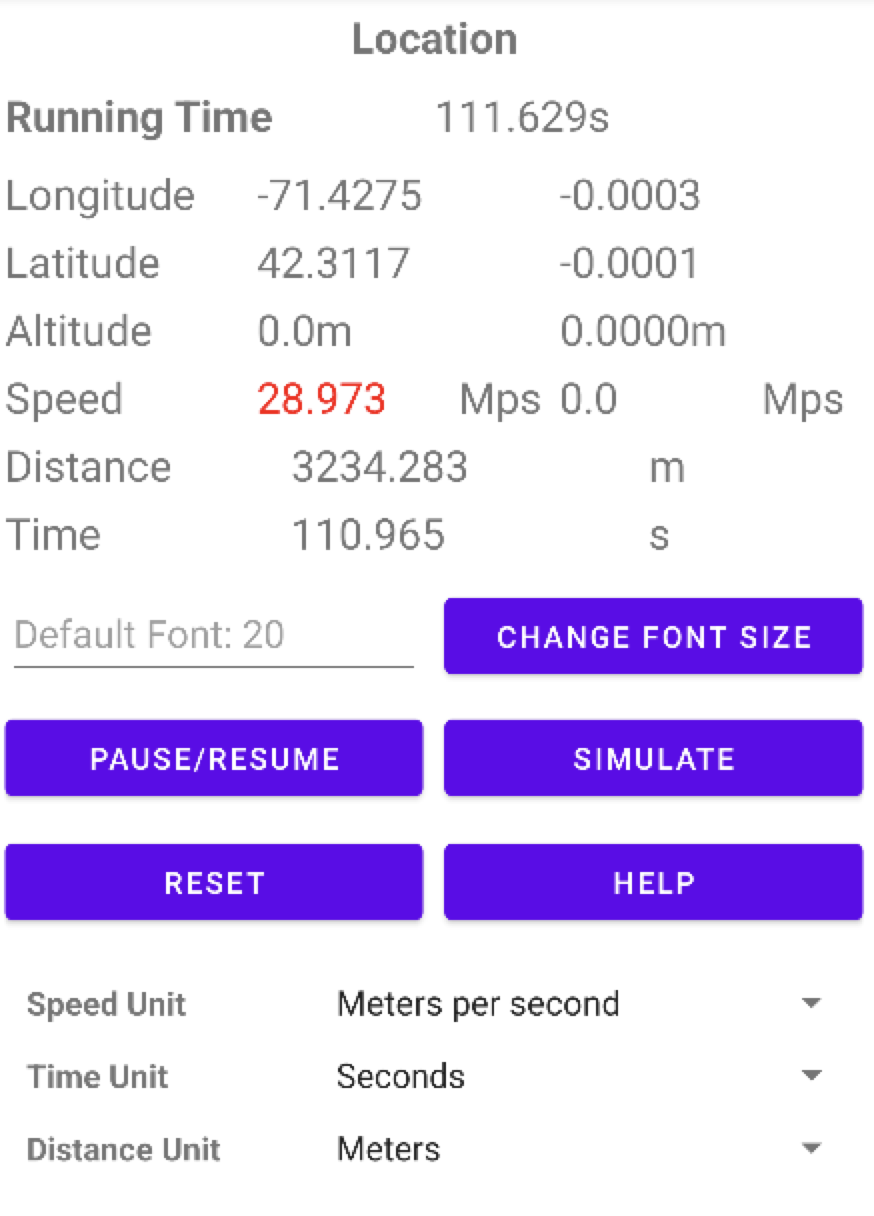 Location
Running Time 111.629s
Longitude -71.4275 -0.0003
Latitude 42.3117 -0.0001
Altitude 0.0m 0.0000m
Speed 28.973 Mps 0.0 Mps
Distance 3234.283 m
Time 110.965 s
Default Font: 20 CHANGE FONT SIZE
PAUSE/RESUME SIMULATE
RESET HELP
Speed Unit Meters per second
Time Unit Seconds
Distance Unit Meters